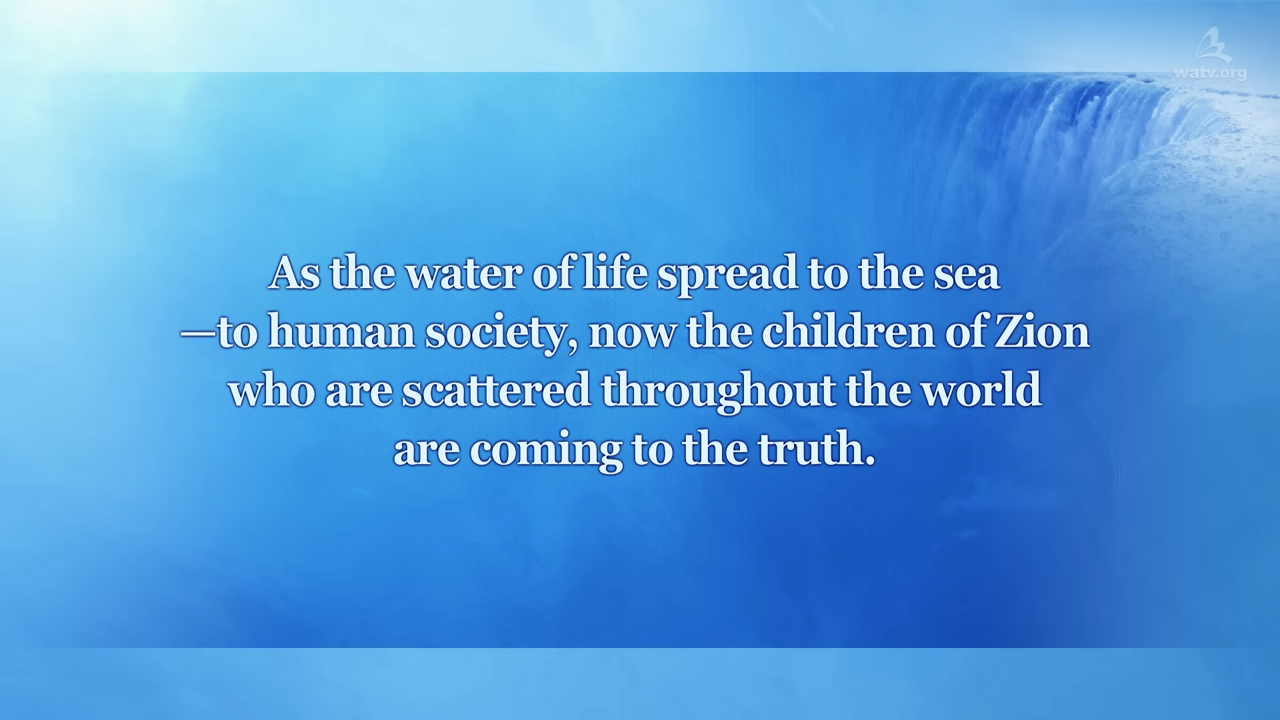 watv.org
As the water of life spread to the sea
—to human society, now the children of Zion
who are scattered throughout the world
are coming to the truth.